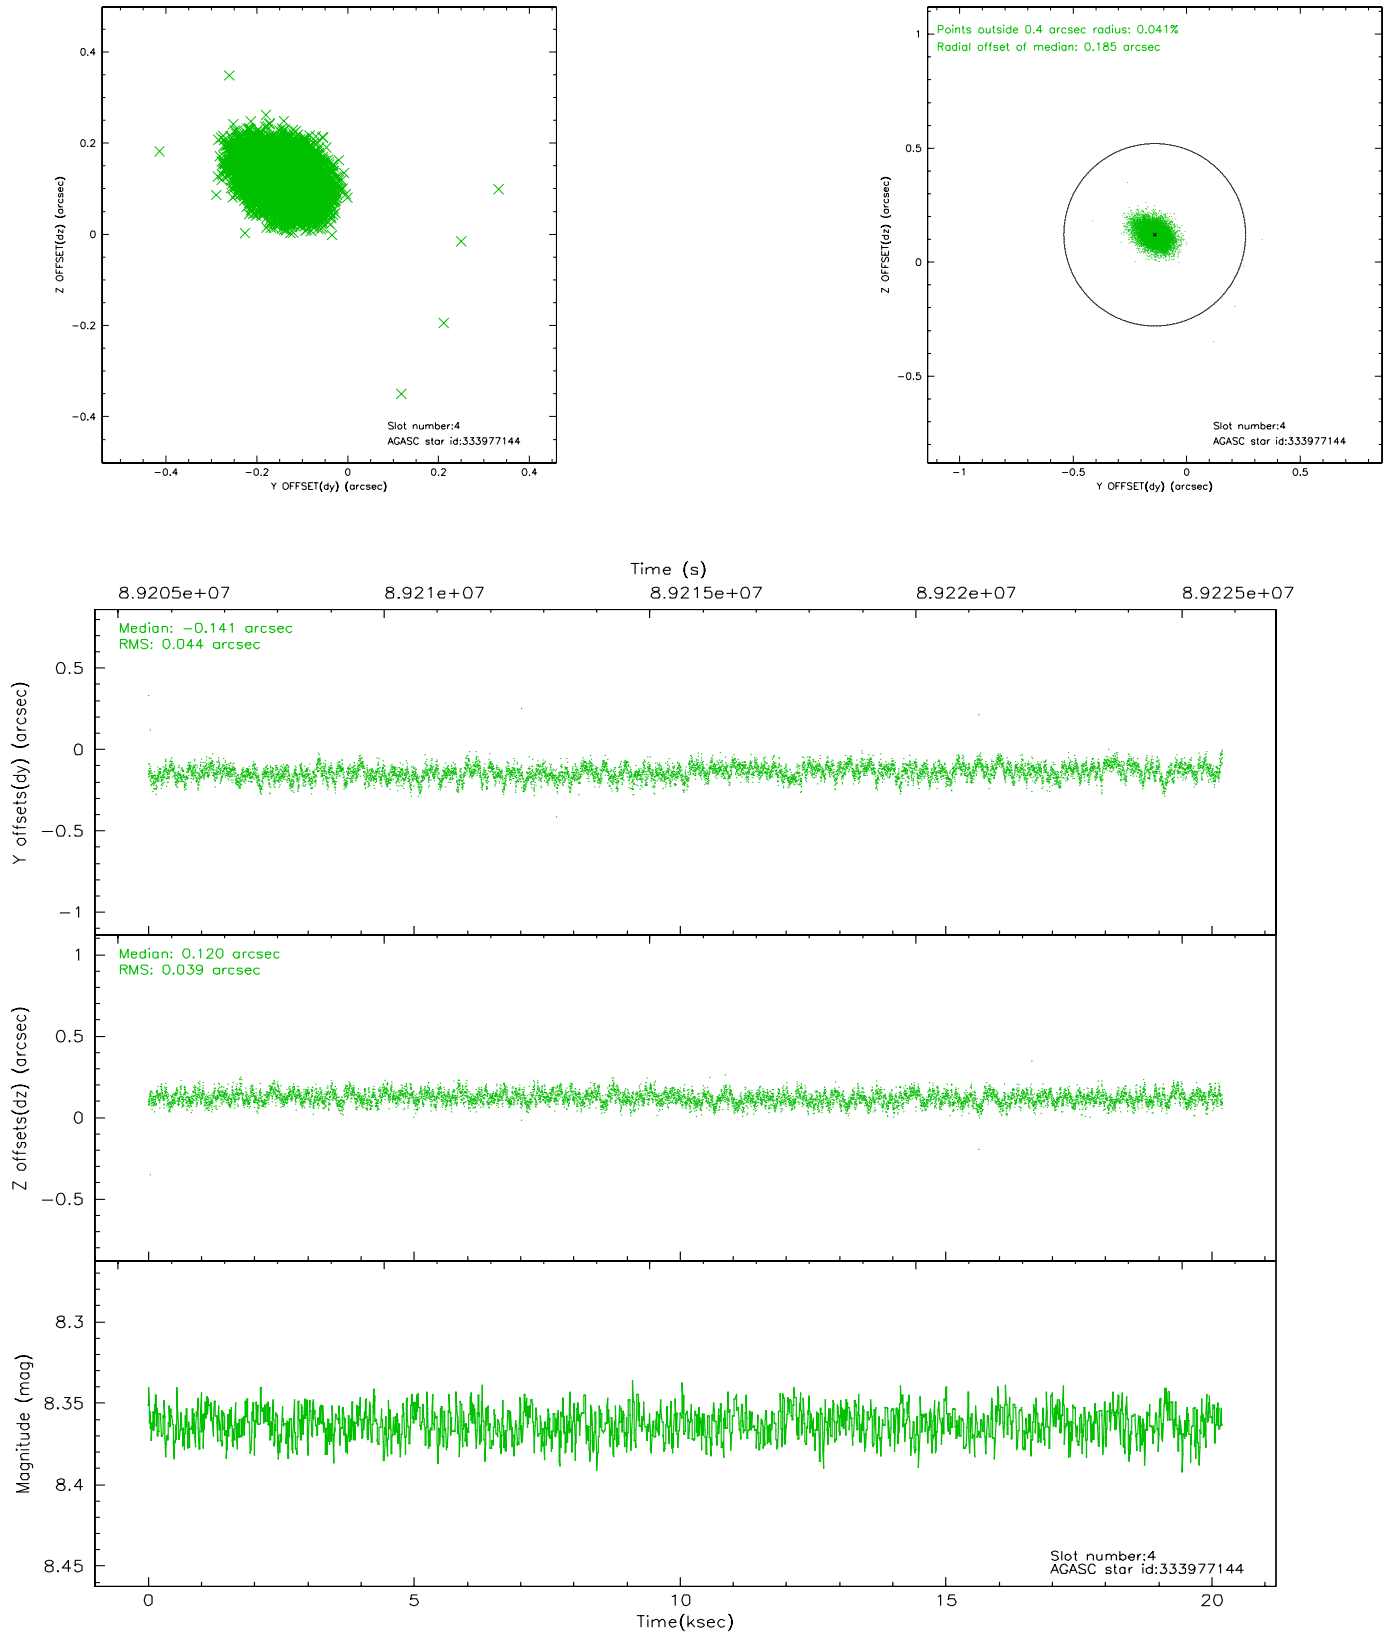 0.4
0.2
0
−0.2
−0.4
Z OFFSET(dz) (arcsec)
Slot number:4
AGASC star id:333977144
−0.4 −0.2 0 0.2 0.4
Y OFFSET(dy) (arcsec)
Points outside 0.4 arcsec radius: 0.041%
Radial offset of median: 0.185 arcsec
1
0.5
0
−0.5
Z OFFSET(dz) (arcsec)
Slot number:4
AGASC star id:333977144
−1 −0.5 0 0.5
Y OFFSET(dy) (arcsec)
Time (s)
8.9205e+07 8.921e+07 8.9215e+07 8.922e+07 8.9225e+07
Median: −0.141 arcsec
RMS: 0.044 arcsec
0.5
0
−0.5
−1
Y offsets(dy) (arcsec)
Median: 0.120 arcsec
RMS: 0.039 arcsec
1
0.5
0
−0.5
Z offsets(dz) (arcsec)
8.3
8.35
8.4
8.45
Magnitude (mag)
Slot number:4
AGASC star id:333977144
0 5 10 15 20
Time(ksec)